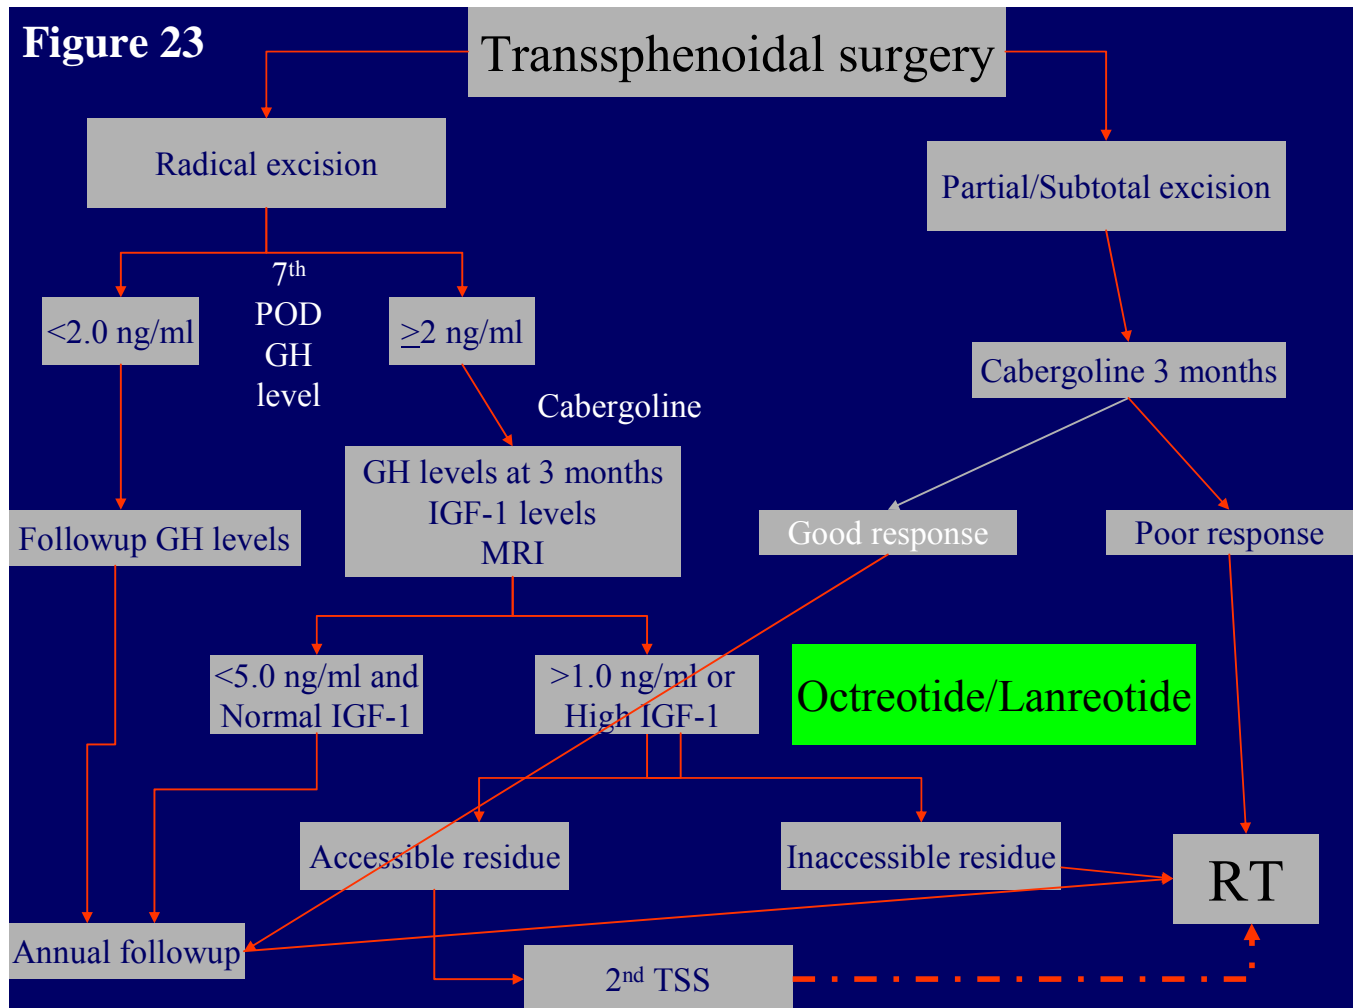 Figure 23
Transsphenoidal surgery
Radical excision
Partial/Subtotal excision
7th
POD
GH
level
<2.0 ng/ml
≥2 ng/ml
Cabergoline 3 months
Cabergoline
GH levels at 3 months
IGF-1 levels
MRI
Followup GH levels
Good response
Poor response
<5.0 ng/ml and
Normal IGF-1
>1.0 ng/ml or
High IGF-1
Octreotide/Lanreotide
Accessible residue
Inaccessible residue
RT
Annual followup
2nd TSS